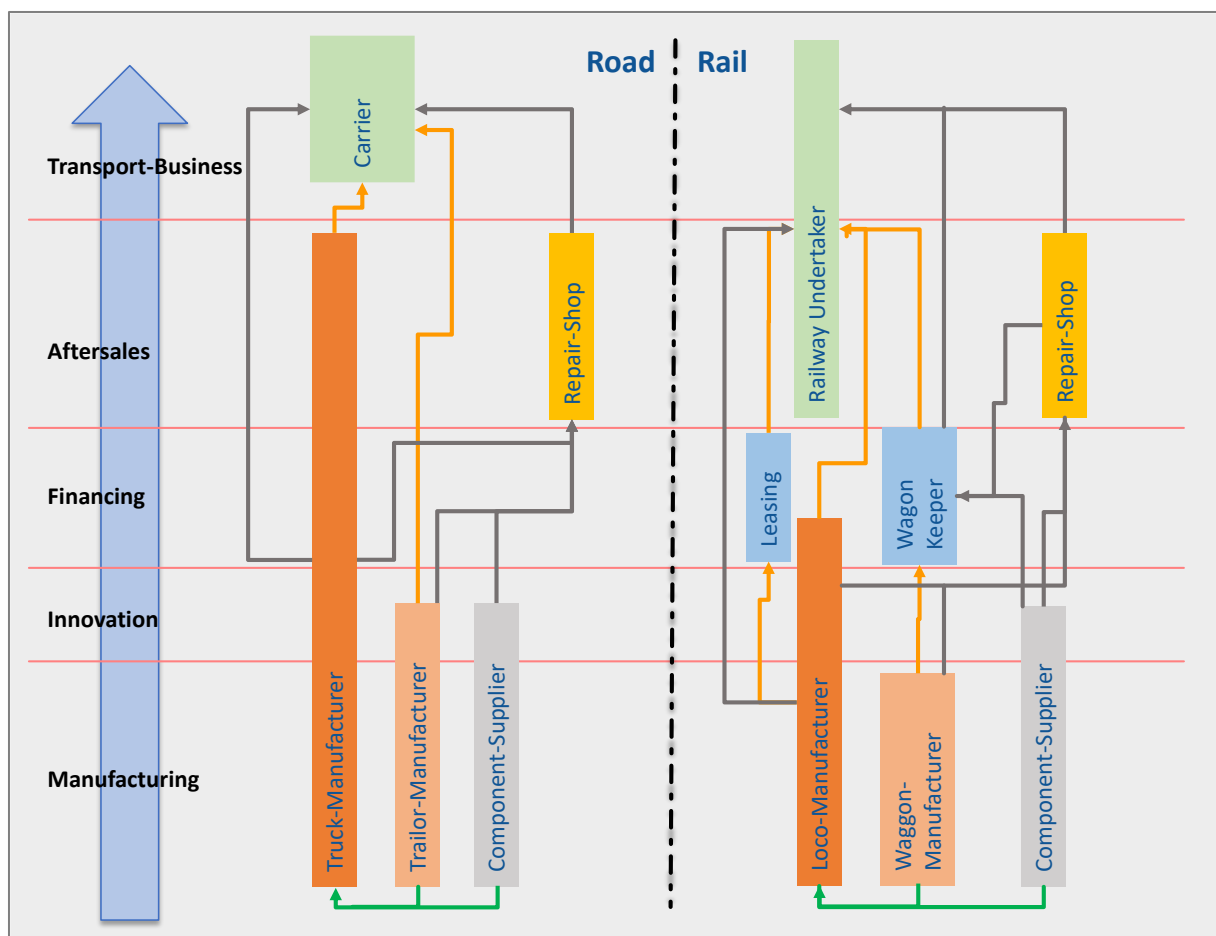 Road
Rail
Transport-Business
Aftersales
Financing
Innovation
Manufacturing
Carrier
Repair-Shop
Truck-Manufacturer
Trailor-Manufacturer
Component-Supplier
Railway Undertaker
Repair-Shop
Leasing
Wagon
Keeper
Loco-Manufacturer
Waggon-
Manufacturer
Component-Supplier